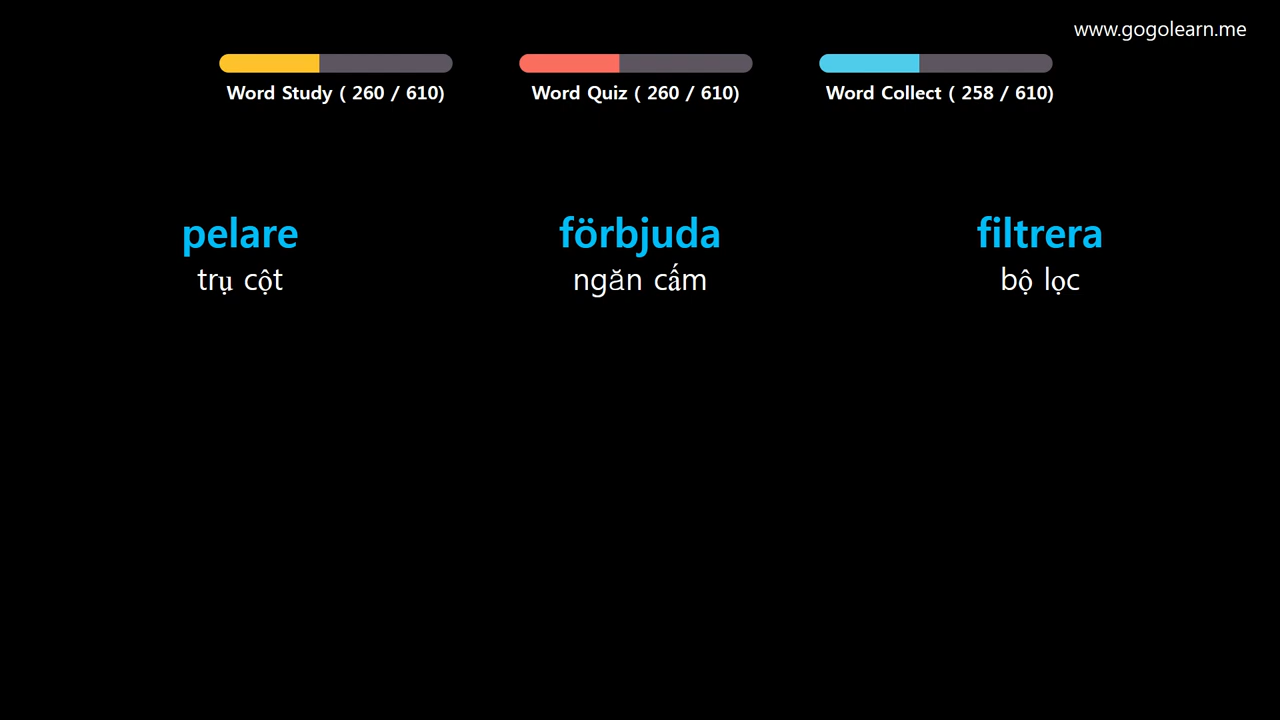 www.gogolearn.me
Word Study ( 260 / 610)
Word Quiz ( 260 / 610)
Word Collect ( 258 / 610)
pelare
trụ cột
förbjuda
ngăn cấm
filtrera
bộ lọc